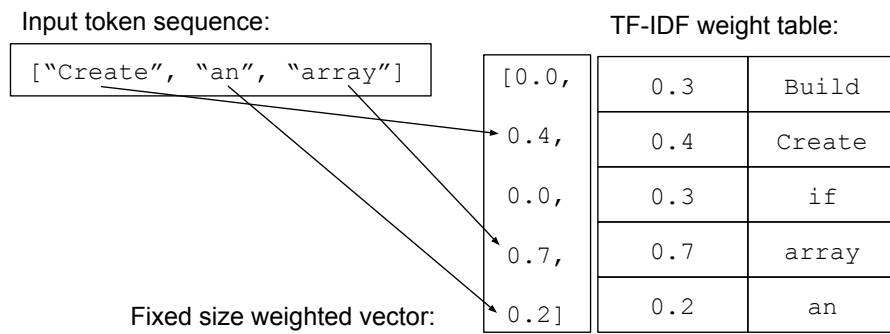 Input token sequence:
TF-IDF weight table:
[“Create”, “an”, “array”]
[0.0,
0.3 Build
0.4,
0.4 Create
0.0,
0.3 if
0.7,
0.7 array
Fixed size weighted vector:
0.2]
0.2 an